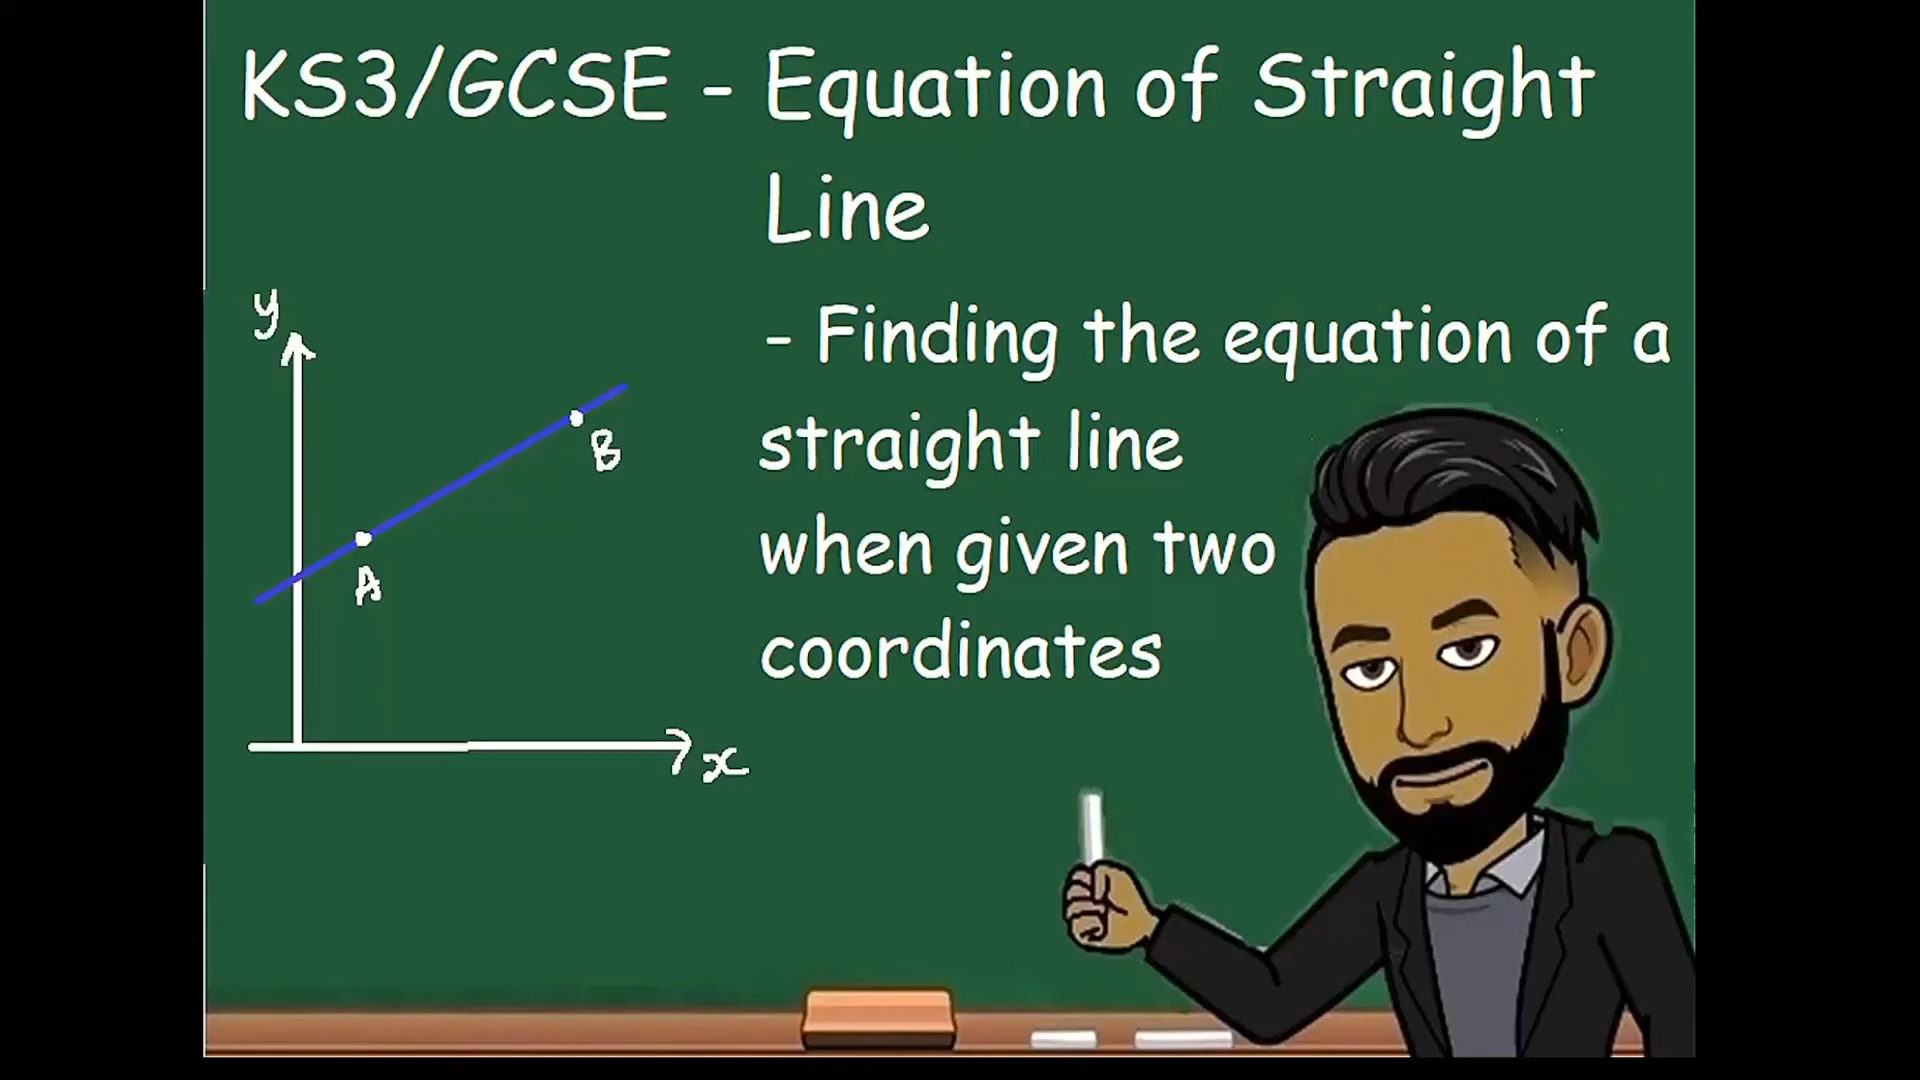 KS3/GCSE - Equation of Straight
Line
- Finding the equation of a
straight line
when given two
coordinates
y
B
A
x